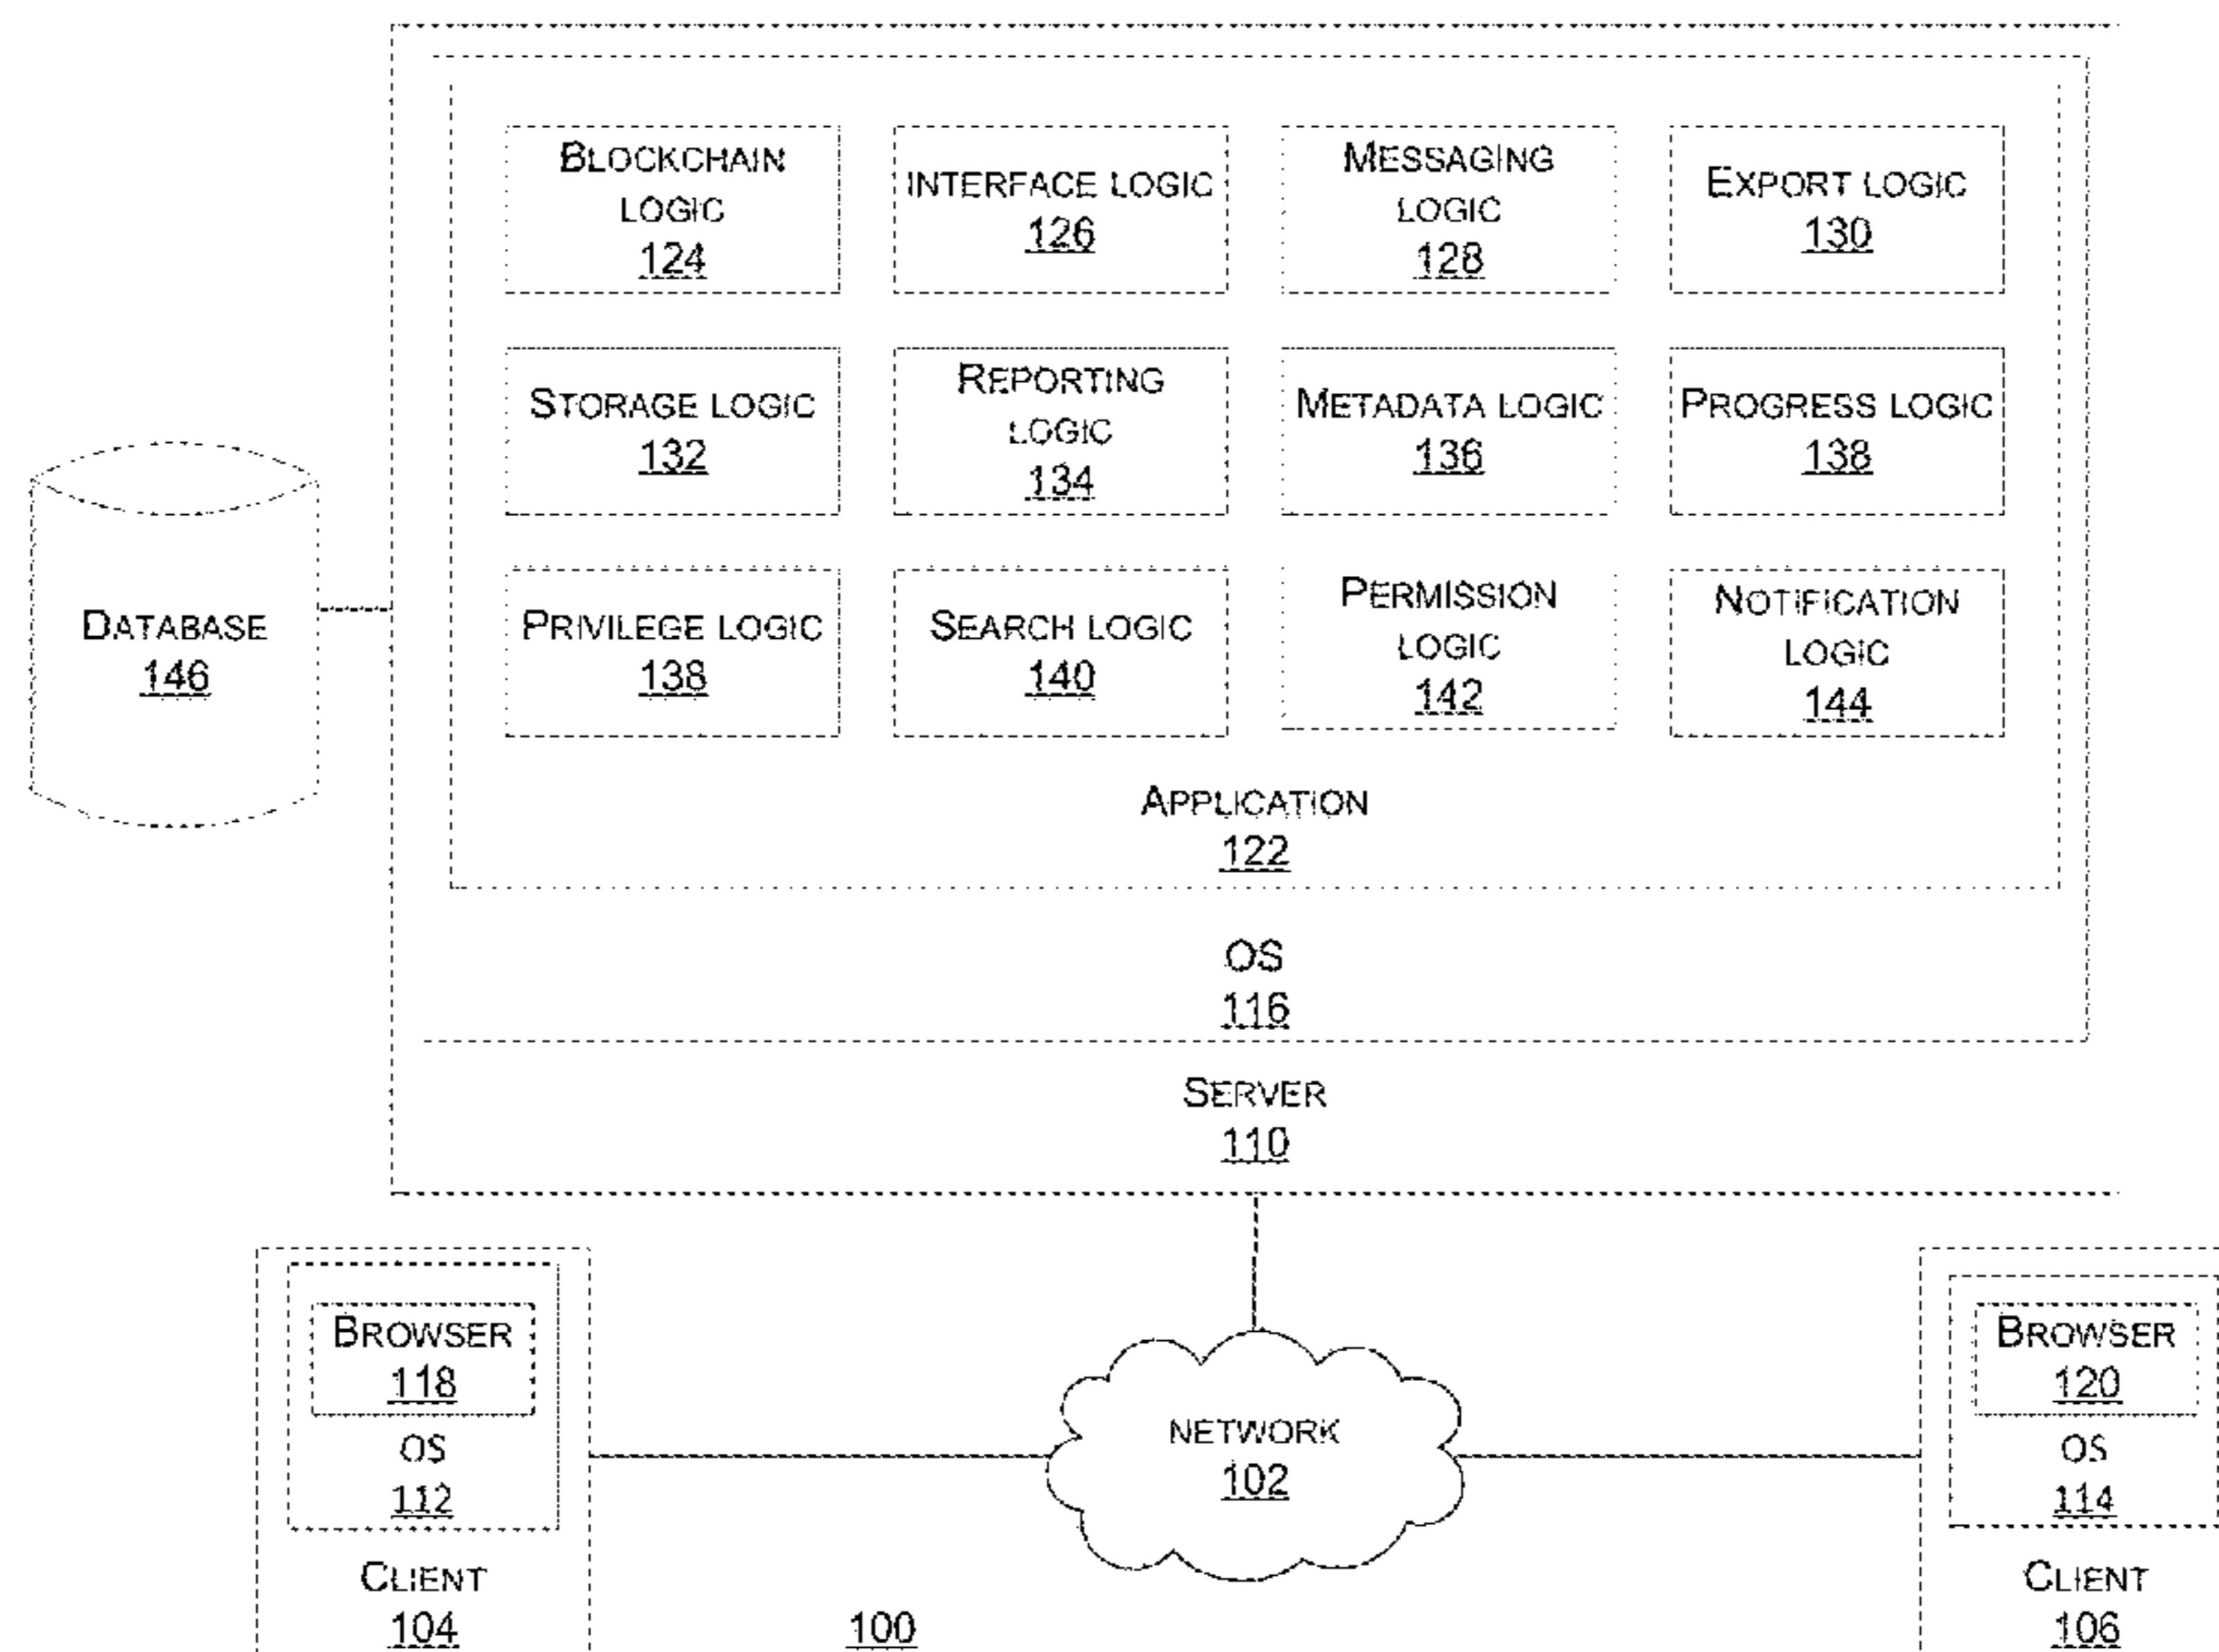 BLOCKCHAIN
LOGIC
124
INTERFACE LOGIC
126
MESSAGING
LOGIC
128
EXPORT LOGIC
130
STORAGE LOGIC
132
REPORTING
LOGIC
134
METADATA LOGIC
136
PROGRESS LOGIC
138
PRIVILEGE LOGIC
138
SEARCH LOGIC
140
PERMISSION
LOGIC
142
NOTIFICATION
LOGIC
144
DATABASE
146
APPLICATION
122
OS
116
SERVER
110
BROWSER
118
OS
112
CLIENT
104
NETWORK
102
BROWSER
120
OS
114
CLIENT
106
100